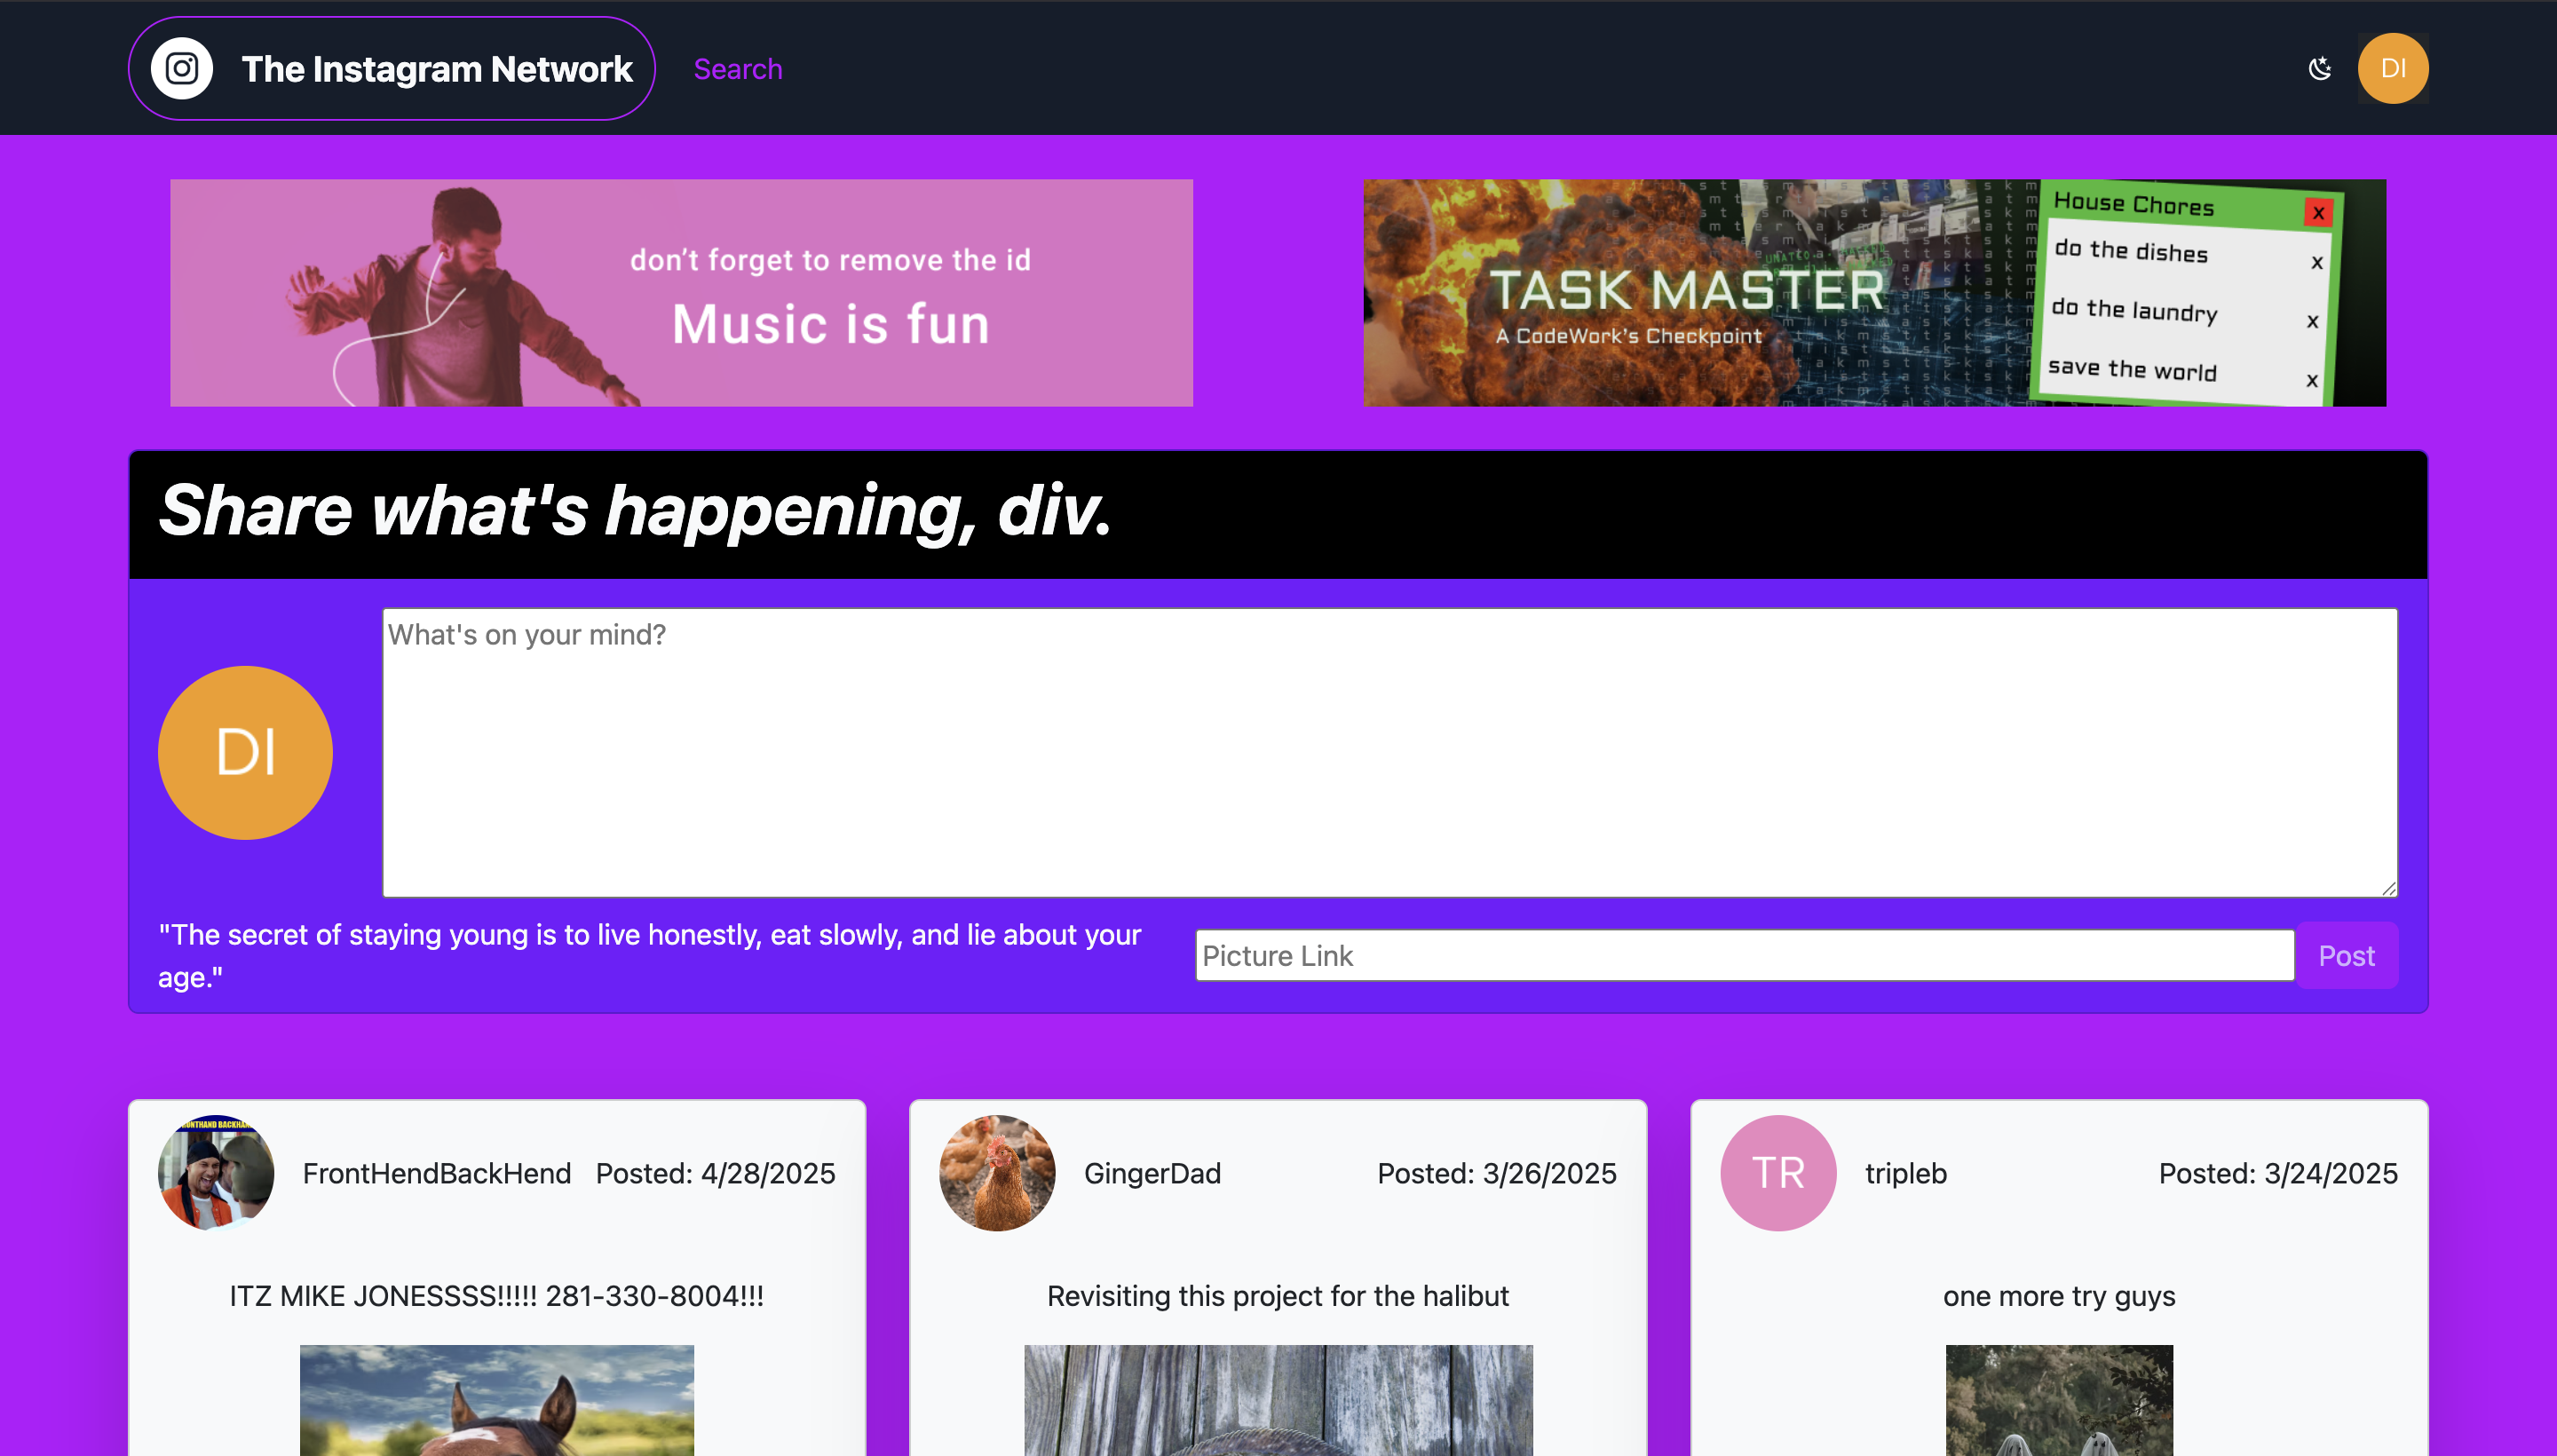 The Instagram Network
Search
DI
don't forget to remove the id
Music is fun
TASK MASTER
A CodeWork's Checkpoint
House Chores x
do the dishes x
do the laundry x
save the world x
Share what's happening, div.
What's on your mind?
DI
"The secret of staying young is to live honestly, eat slowly, and lie about your
age."
Picture Link
Post
FrontHendBackHend Posted: 4/28/2025
ITZ MIKE JONESSSS!!!!! 281-330-8004!!!
GingerDad Posted: 3/26/2025
Revisiting this project for the halibut
TR
tripleb Posted: 3/24/2025
one more try guys